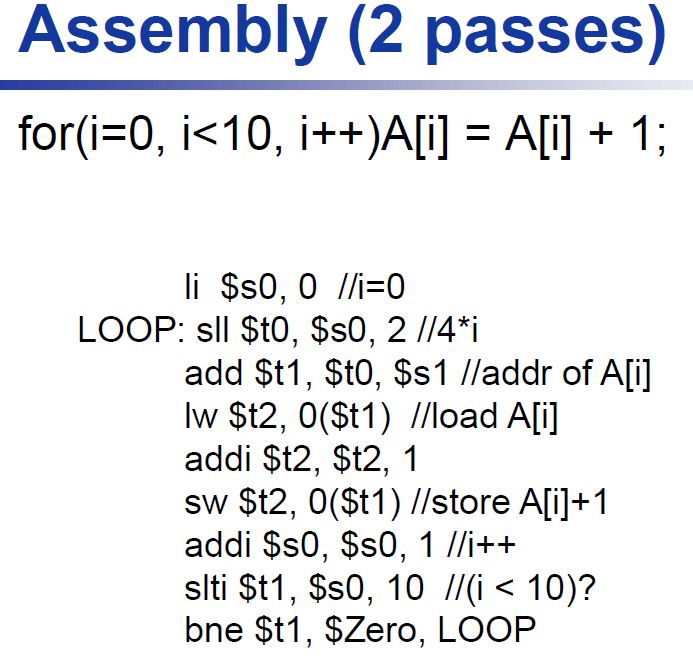 Assembly (2 passes)
for(i=0, i<10, i++)A[i] = A[i] + 1;
li $s0, 0 //i=0
LOOP: sll $t0, $s0, 2 //4*i
add $t1, $t0, $s1 //addr of A[i]
lw $t2, 0($t1) //load A[i]
addi $t2, $t2, 1
sw $t2, 0($t1) //store A[i]+1
addi $s0, $s0, 1 //i++
slti $t1, $s0, 10 //(i < 10)?
bne $t1, $Zero, LOOP